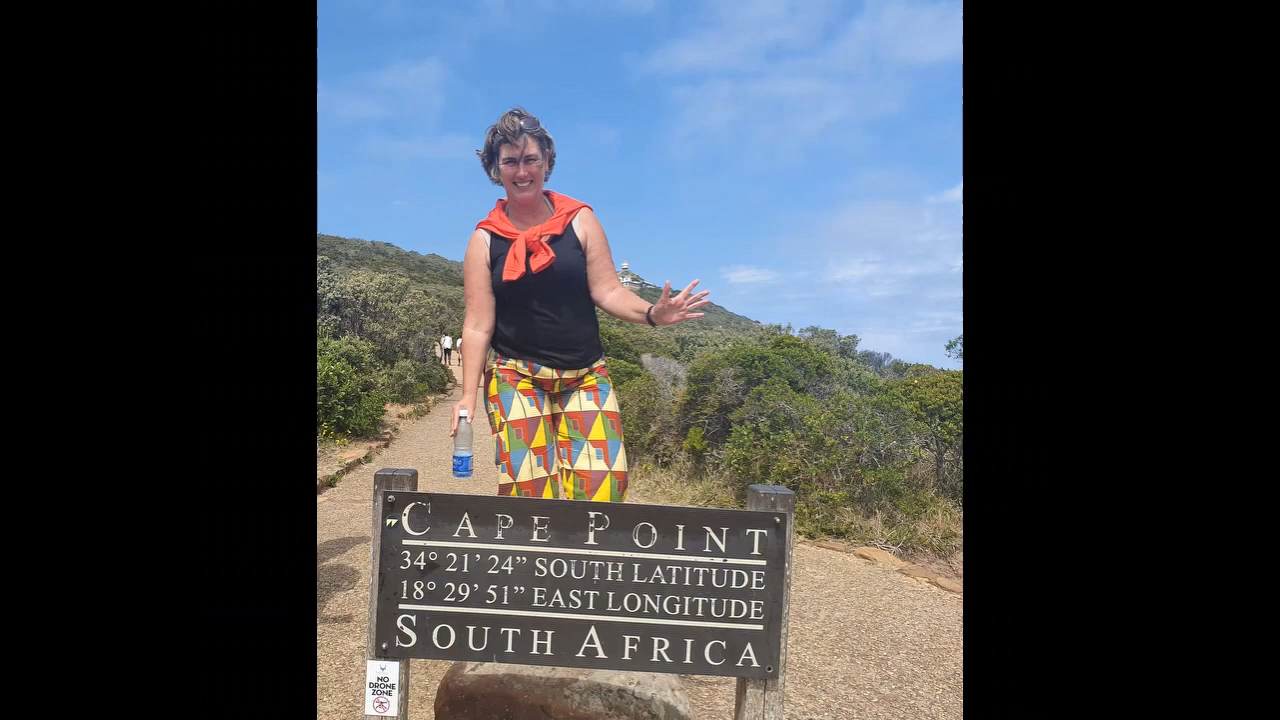 CAPE POINT
34° 21' 24" SOUTH LATITUDE
18° 29' 51" EAST LONGITUDE
SOUTH AFRICA
NO
DRONE
ZONE